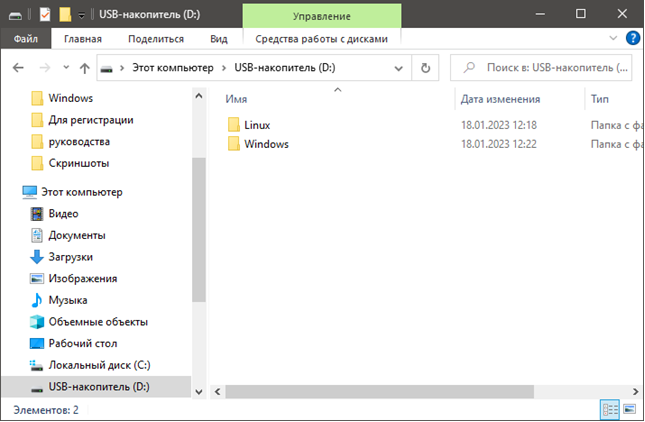 USB-накопитель (D:)
Управление
Файл Главная Поделиться Вид Средства работы с дисками
Этот компьютер USB-накопитель (D:) Поиск в: USB-накопитель (...
Имя Дата изменения Тип
Windows
Для регистрации
руководства
Скриншоты
Этот компьютер
Видео
Документы
Загрузки
Изображения
Музыка
Объемные объекты
Рабочий стол
Локальный диск (C:)
USB-накопитель (D:)
Linux 18.01.2023 12:18 Папка с фа
Windows 18.01.2023 12:22 Папка с фа
Элементов: 2